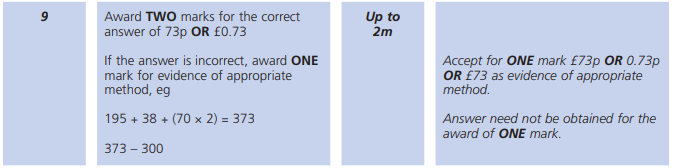 9
Award TWO marks for the correct
answer of 73p OR £0.73
If the answer is incorrect, award ONE
mark for evidence of appropriate
method, eg
195 + 38 + (70 × 2) = 373
373 – 300
Up to
2m
Accept for ONE mark £73p OR 0.73p
OR £73 as evidence of appropriate
method.
Answer need not be obtained for the
award of ONE mark.